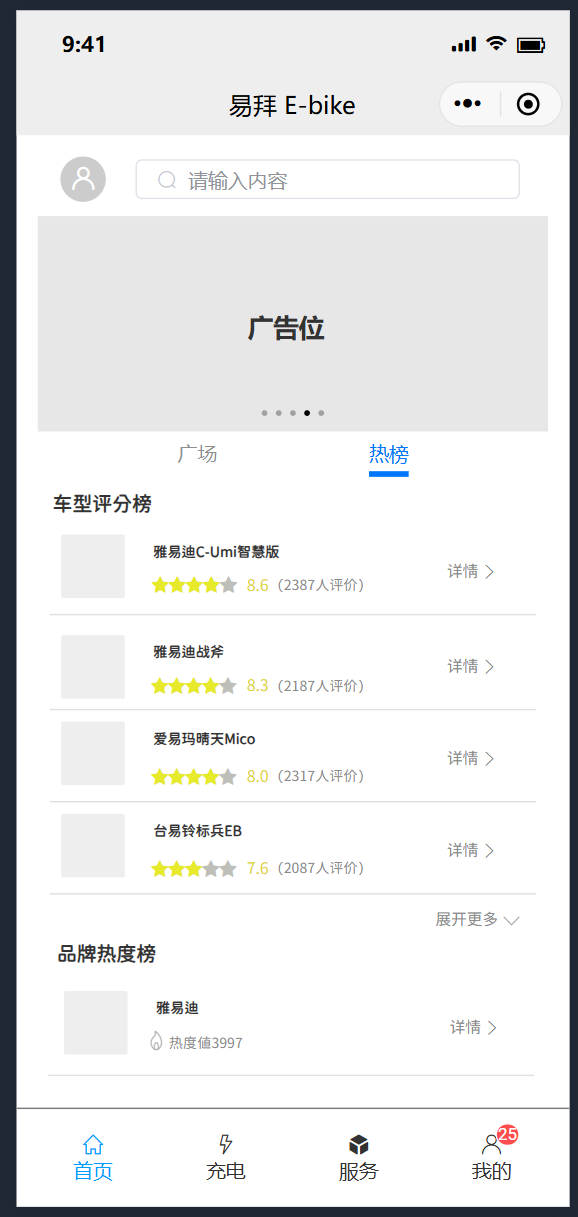 9:41
易拜 E-bike
请输入内容
广告位
广场 热榜
车型评分榜
雅易迪C-Umi智慧版
8.6 (2387人评价)
详情
雅易迪战斧
8.3 (2187人评价)
详情
爱易玛晴天Mico
8.0 (2317人评价)
详情
台易铃标兵EB
7.6 (2087人评价)
详情
展开更多
品牌热度榜
雅易迪
热度值3997
详情
25
首页 充电 服务 我的